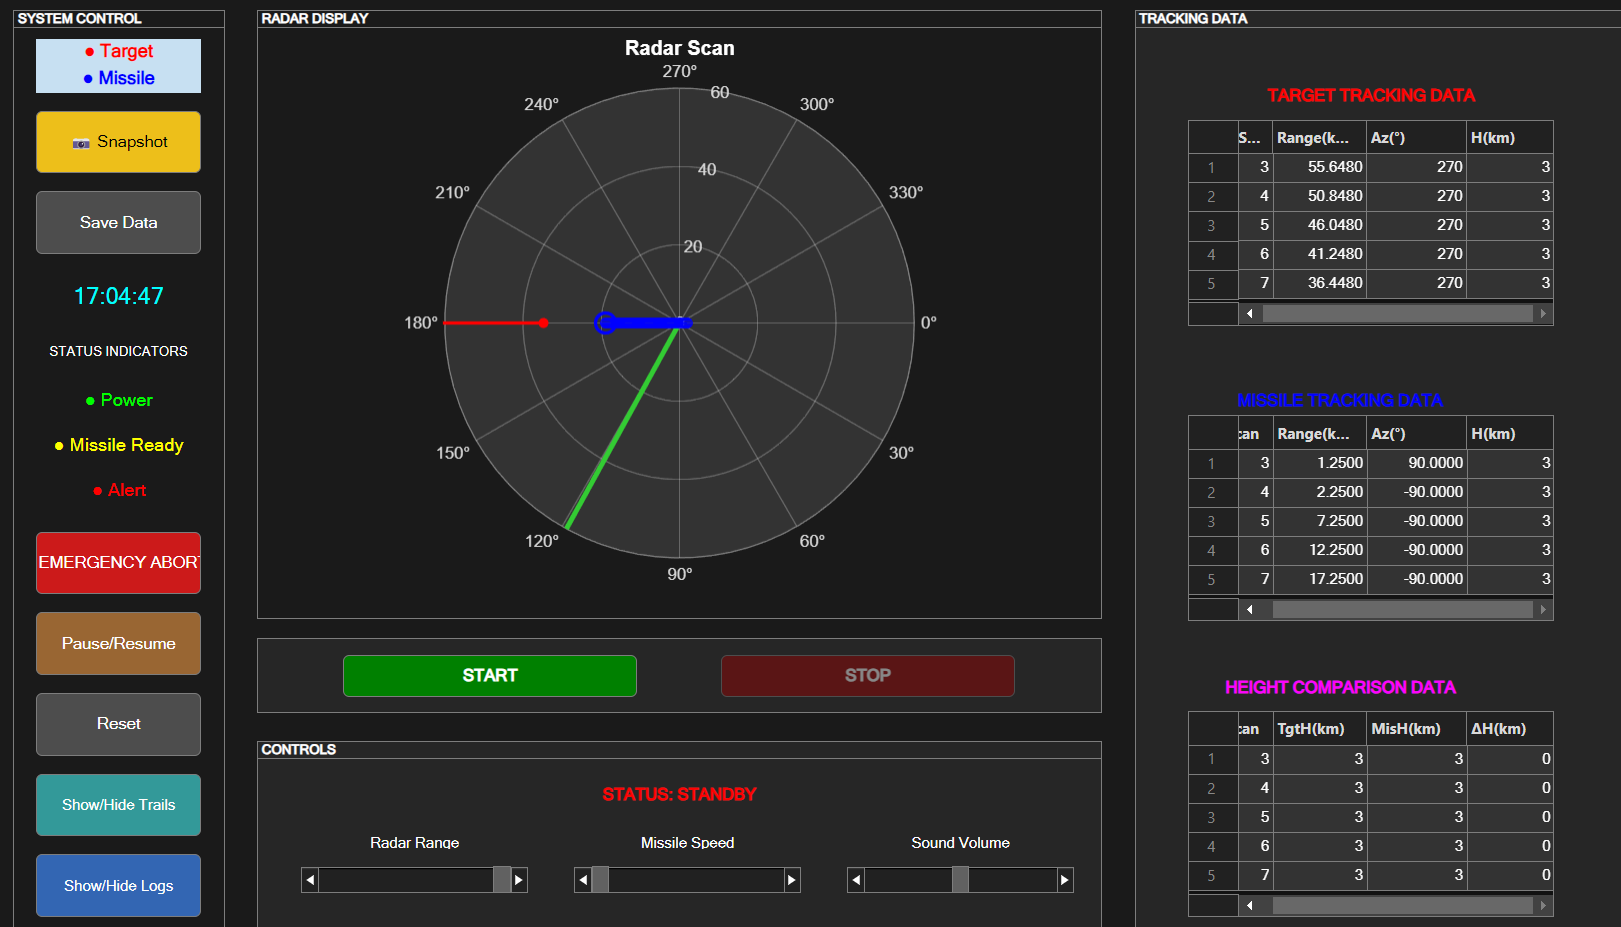 SYSTEM CONTROL
● Target
● Missile
Snapshot
Save Data
17:04:47
STATUS INDICATORS
● Power
● Missile Ready
● Alert
EMERGENCY ABORT
Pause/Resume
Reset
Show/Hide Trails
Show/Hide Logs
RADAR DISPLAY
Radar Scan
270°
240° 60 300°
210° 40 330°
20
180° 0°
150° 30°
120° 60°
90°
START STOP
CONTROLS
STATUS: STANDBY
Radar Range Missile Speed Sound Volume
TRACKING DATA
TARGET TRACKING DATA
S... Range(k... Az(°) H(km)
1 3 55.6480 270 3
2 4 50.8480 270 3
3 5 46.0480 270 3
4 6 41.2480 270 3
5 7 36.4480 270 3
MISSILE TRACKING DATA
can Range(k... Az(°) H(km)
1 3 1.2500 90.0000 3
2 4 2.2500 -90.0000 3
3 5 7.2500 -90.0000 3
4 6 12.2500 -90.0000 3
5 7 17.2500 -90.0000 3
HEIGHT COMPARISON DATA
can TgtH(km) MisH(km) ΔH(km)
1 3 3 3 0
2 4 3 3 0
3 5 3 3 0
4 6 3 3 0
5 7 3 3 0